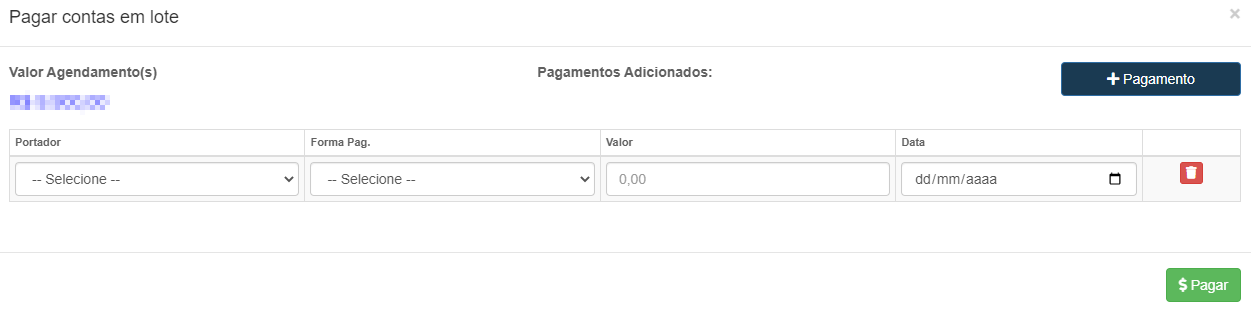 Pagar contas em lote
×
Valor Agendamento(s)
Pagamentos Adicionados:
+ Pagamento
Portador
Forma Pag.
Valor
Data
-- Selecione --
-- Selecione --
0,00
dd/mm/aaaa
$ Pagar